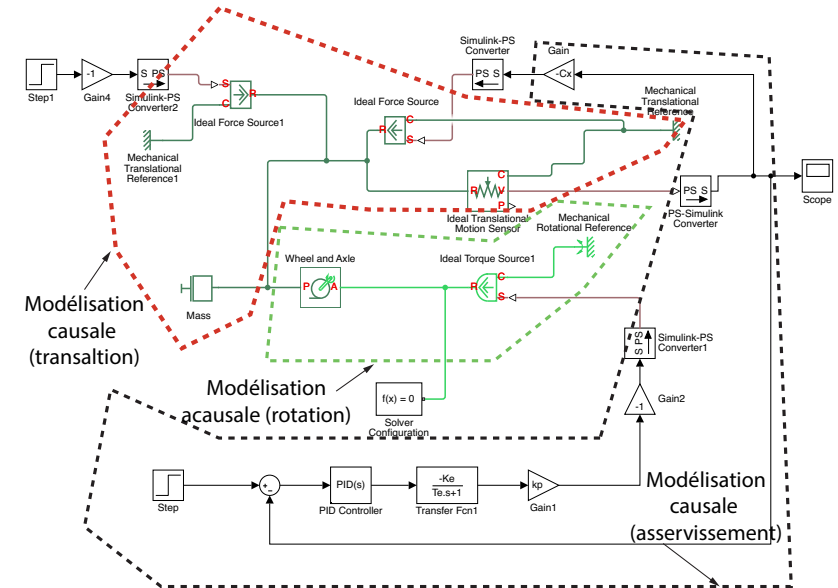 Step1
-1
Gain4
S PS
Simulink-PS
Converter2
S
C
R
Ideal Force Source1
Mechanical
Translational
Reference1
Simulink-PS
Converter
PS S
Gain
-Cx
Ideal Force Source
R
C
S
Mechanical
Translational
Reference
R
C
V
P
Ideal Translational
Motion Sensor
PS S
PS-Simulink
Converter
Scope
Mechanical
Rotational Reference
Wheel and Axle
P
A
Ideal Torque Source1
R
C
S
Mass
Modélisation
causale
(transaltion)
Modélisation
acausale (rotation)
f(x) = 0
Solver
Configuration
S PS
Simulink-PS
Converter1
-1
Gain2
Step
+
−
PID(s)
PID Controller
-Ke
Te.s+1
Transfer Fcn1
kp
Gain1
Modélisation
causale
(asservissement)